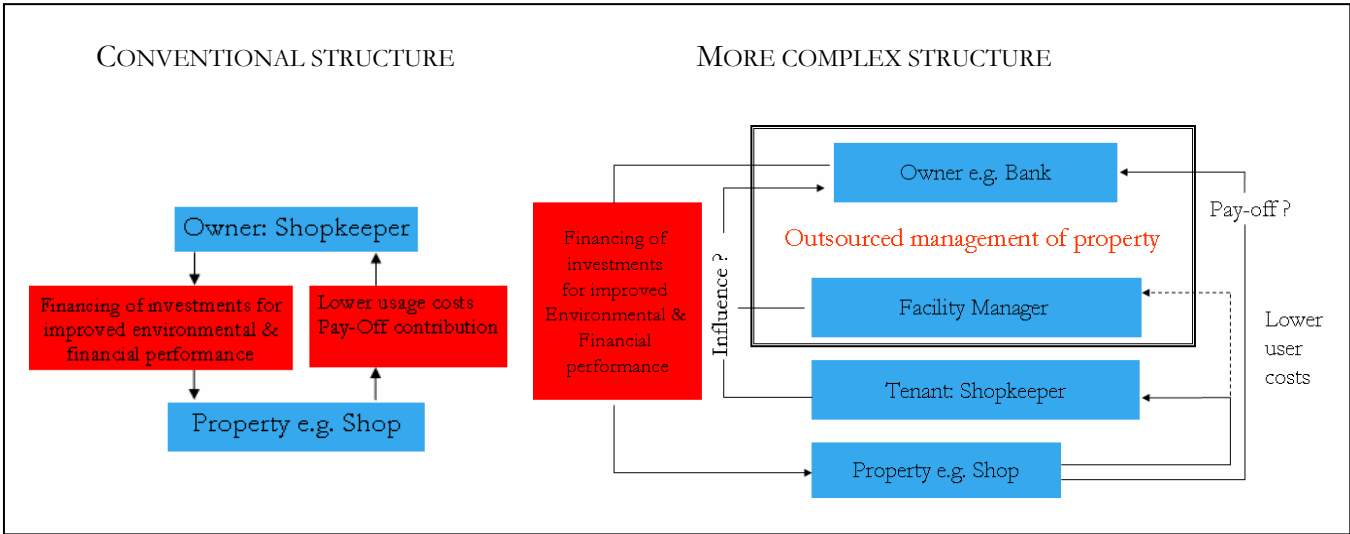 CONVENTIONAL STRUCTURE
Owner: Shopkeeper
Financing of investments for
improved environmental &
financial performance
Lower usage costs
Pay-Off contribution
Property e.g. Shop
MORE COMPLEX STRUCTURE
Owner e.g. Bank
Pay-off ?
Outsourced management of property
Financing of
investments
for improved
Environmental &
Financial
performance
Influence ?
Facility Manager
Lower
user
costs
Tenant: Shopkeeper
Property e.g. Shop